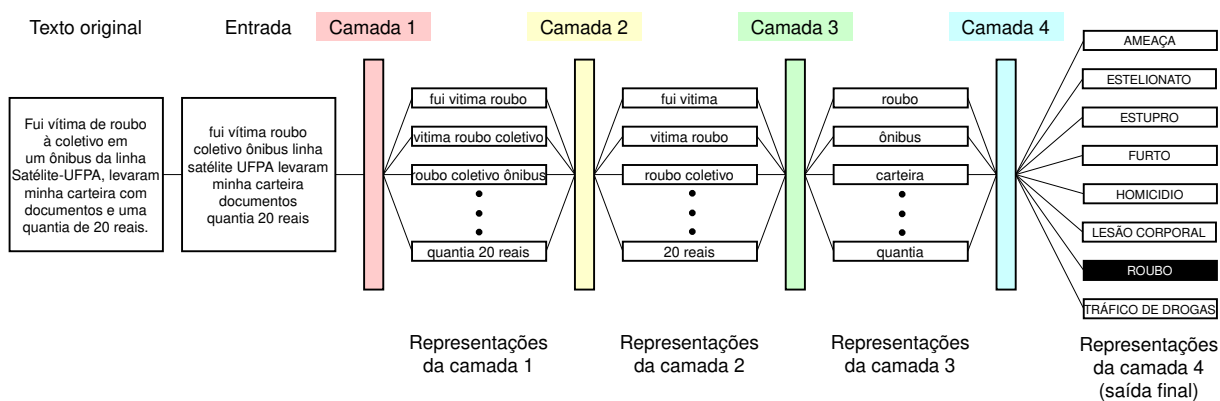 Texto original
Entrada
Camada 1
Camada 2
Camada 3
Camada 4
Fui vítima de roubo
à coletivo em
um ônibus da linha
Satélite-UFPA, levaram
minha carteira com
documentos e uma
quantia de 20 reais.
fui vítima roubo
coletivo ônibus linha
satélite UFPA levaram
minha carteira
documentos
quantia 20 reais
fui vitima roubo
vitima roubo coletivo
roubo coletivo ônibus
quantia 20 reais
fui vitima
vitima roubo
roubo coletivo
20 reais
roubo
ônibus
carteira
quantia
AMEAÇA
ESTELIONATO
ESTUPRO
FURTO
HOMICIDIO
LESÃO CORPORAL
ROUBO
TRÁFICO DE DROGAS
Representações
da camada 1
Representações
da camada 2
Representações
da camada 3
Representações
da camada 4
(saída final)